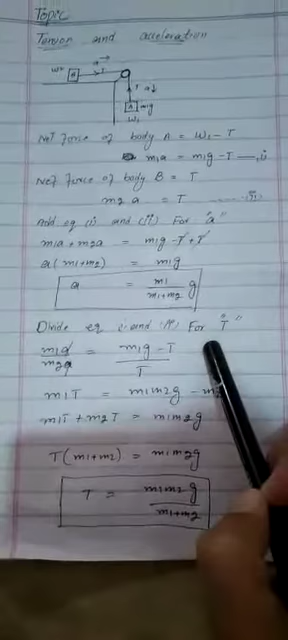 Topic
Tension and acceleration
W₂ B T a
T a↓
A m₁g
W₁
Net Force of body A = W₁ - T
m₁a = m₁g - T — (i)
Net Force of body B = T
m₂ a = T —— (ii)
Add eq (i) and (ii) For "a"
m₁a + m₂a = m₁g - T + T
a(m₁+m₂) = m₁g
a = m₁/(m₁+m₂) g
Divide eq (i) and (ii) For "T"
m₁a/m₂a = (m₁g - T)/T
m₁T = m₁m₂g - m₂
m₁T + m₂T = m₁m₂g
T(m₁+m₂) = m₁m₂g
T = m₁m₂g/(m₁+m₂)